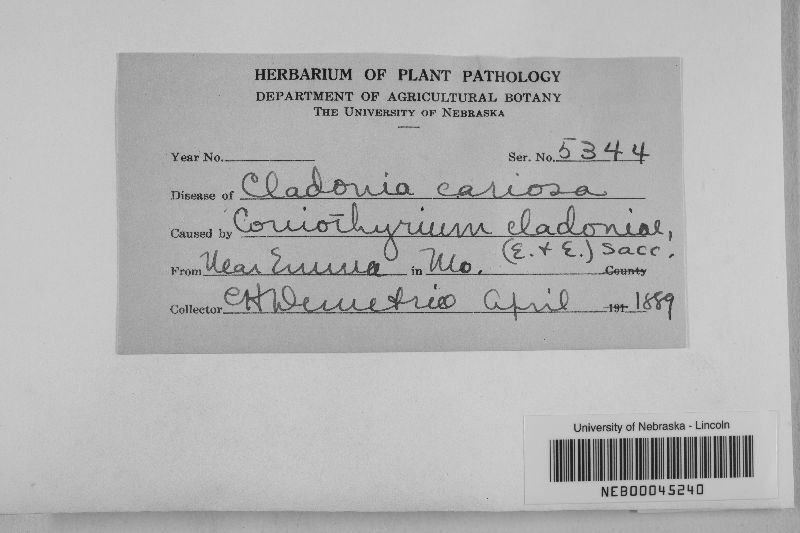 HERBARIUM OF PLANT PATHOLOGY
DEPARTMENT OF AGRICULTURAL BOTANY
THE UNIVERSITY OF NEBRASKA
Year No. Ser. No. 5344
Disease of Cladonia cariosa
Caused by Coniothyrium cladoniae,
(E. + E.) Sacc.
From Near Emma in Mo. County
Collector CH Demetrio April 191 1889
University of Nebraska - Lincoln
NEB00045240